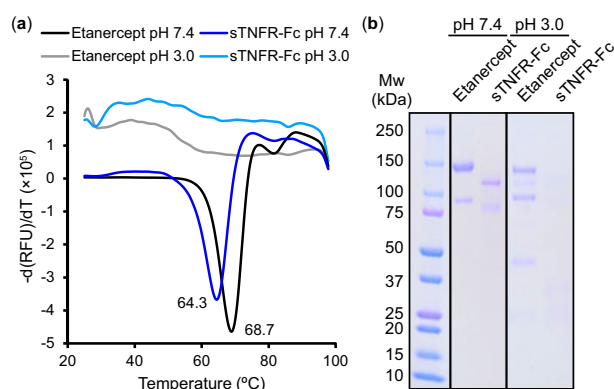 (a)
Etanercept pH 7.4 sTNFR-Fc pH 7.4
Etanercept pH 3.0 sTNFR-Fc pH 3.0
-d(RFU)/dT (×10⁵)
3
2
1
0
-1
-2
-3
-4
-5
64.3
68.7
20 40 60 80 100
Temperature (ºC)
(b)
pH 7.4 pH 3.0
Etanercept
sTNFR-Fc
Etanercept
sTNFR-Fc
Mw
(kDa)
250
150
100
75
50
37
25
20
15
10